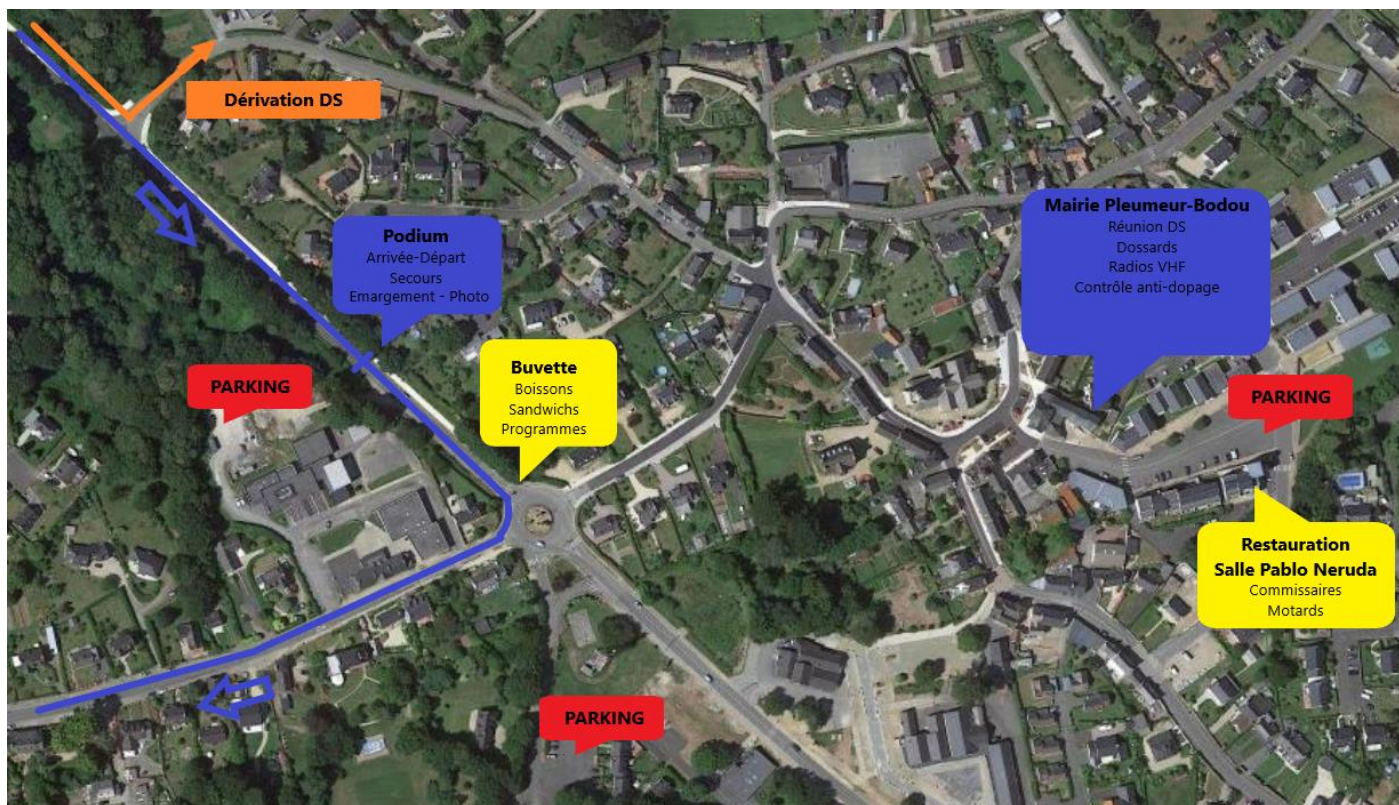 Dérivation DS
Podium
Arrivée-Départ
Secours
Emargement - Photo
Mairie Pleumeur-Bodou
Réunion DS
Dossards
Radios VHF
Contrôle anti-dopage
Buvette
Boissons
Sandwichs
Programmes
PARKING
PARKING
Restauration
Salle Pablo Neruda
Commissaires
Motards
PARKING